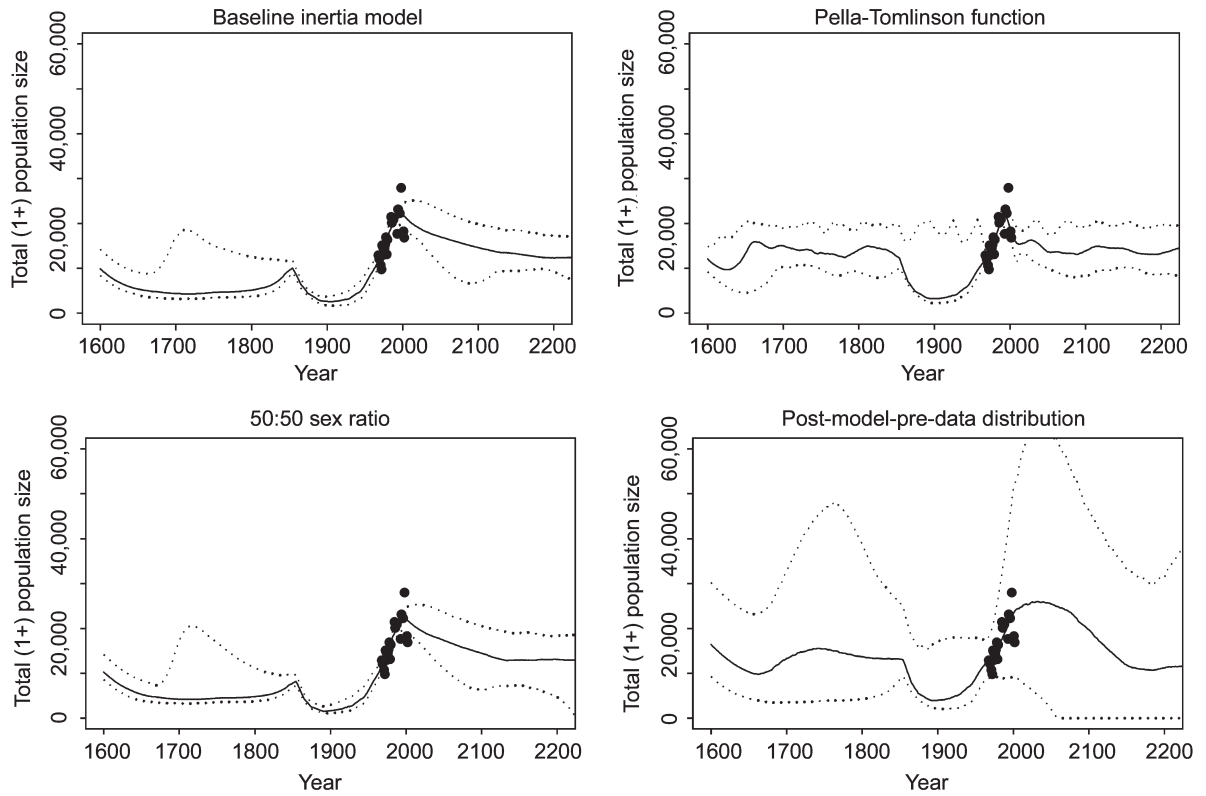 Baseline inertia model
Total (1+) population size
60,000
40,000
20,000
0
1600 1700 1800 1900 2000 2100 2200
Year
Pella-Tomlinson function
Total (1+) population size
60,000
40,000
20,000
0
1600 1700 1800 1900 2000 2100 2200
Year
50:50 sex ratio
Total (1+) population size
60,000
40,000
20,000
0
1600 1700 1800 1900 2000 2100 2200
Year
Post-model-pre-data distribution
Total (1+) population size
60,000
40,000
20,000
0
1600 1700 1800 1900 2000 2100 2200
Year